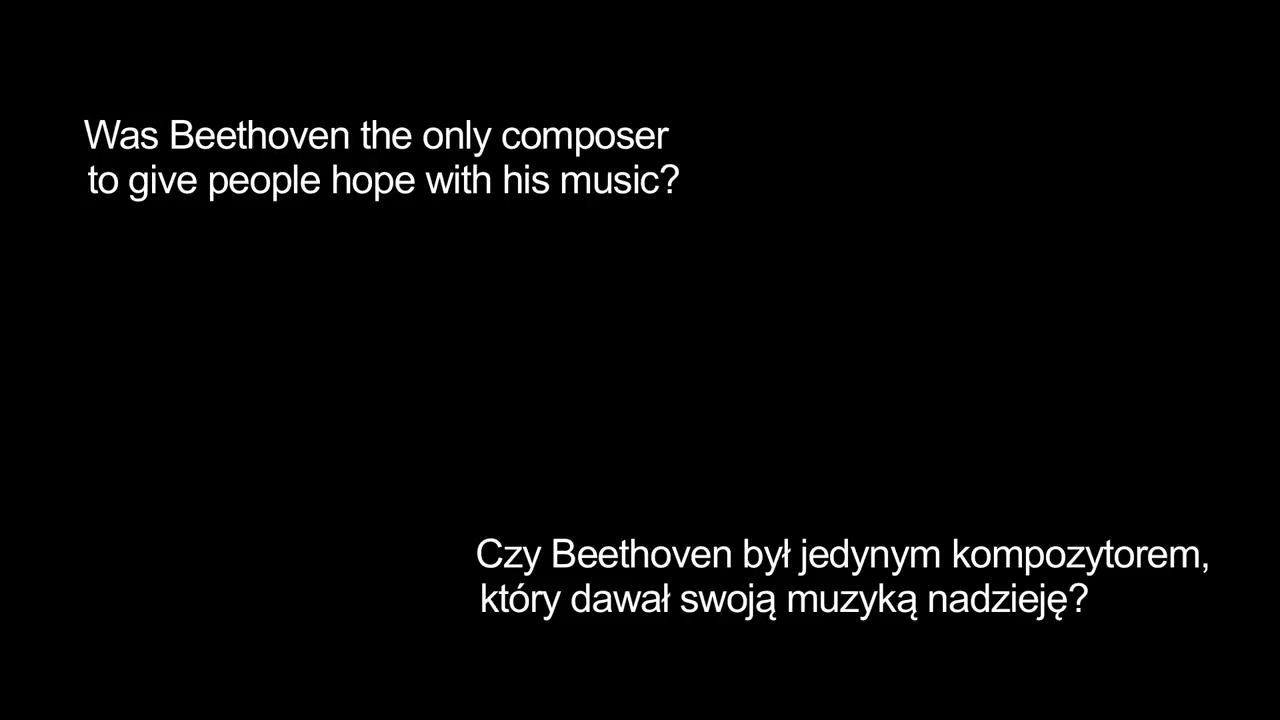 Was Beethoven the only composer
to give people hope with his music?
Czy Beethoven był jedynym kompozytorem,
który dawał swoją muzyką nadzieję?